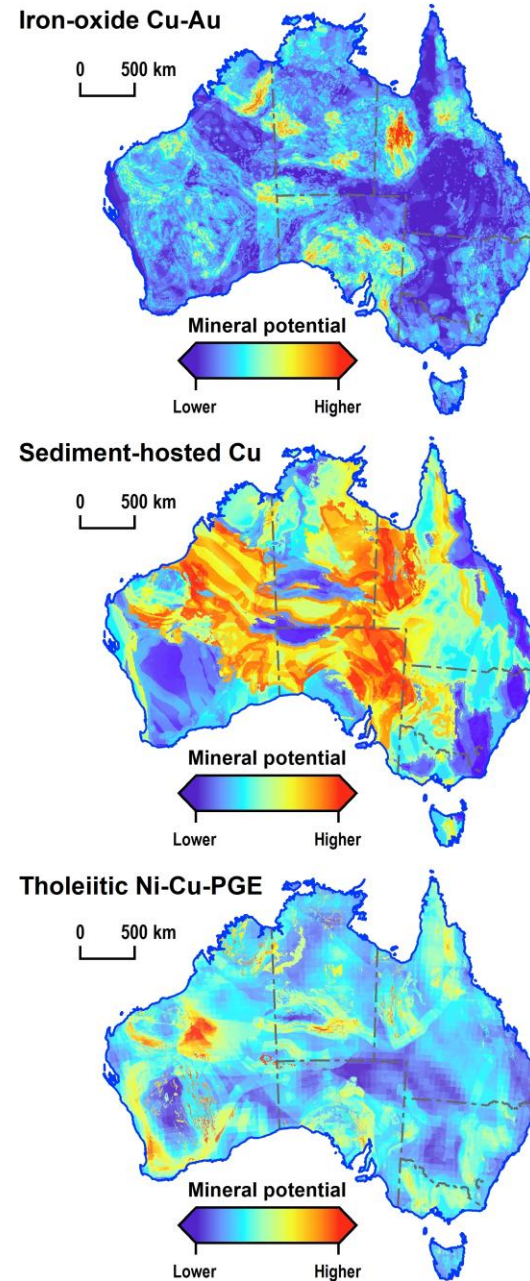 Iron-oxide Cu-Au
0 500 km
Mineral potential
Lower Higher
Sediment-hosted Cu
0 500 km
Mineral potential
Lower Higher
Tholeiitic Ni-Cu-PGE
0 500 km
Mineral potential
Lower Higher